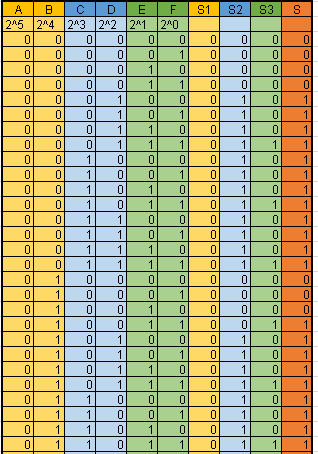 A B C D E F S1 S2 S3 S
2^5 2^4 2^3 2^2 2^1 2^0
0 0 0 0 0 0 0 0 0 0
0 0 0 0 0 1 0 0 0 0
0 0 0 0 1 0 0 0 0 0
0 0 0 0 1 1 0 0 0 0
0 0 0 1 0 0 0 1 0 1
0 0 0 1 0 1 0 1 0 1
0 0 0 1 1 0 0 1 0 1
0 0 0 1 1 1 0 1 1 1
0 0 1 0 0 0 0 1 0 1
0 0 1 0 0 1 0 1 0 1
0 0 1 0 1 0 0 1 0 1
0 0 1 0 1 1 0 1 1 1
0 0 1 1 0 0 0 1 0 1
0 0 1 1 0 1 0 1 0 1
0 0 1 1 1 0 0 1 0 1
0 0 1 1 1 1 0 1 1 1
0 1 0 0 0 0 0 0 0 0
0 1 0 0 0 1 0 0 0 0
0 1 0 0 1 0 0 0 0 0
0 1 0 0 1 1 0 0 1 1
0 1 0 1 0 0 0 1 0 1
0 1 0 1 0 1 0 1 0 1
0 1 0 1 1 0 0 1 0 1
0 1 0 1 1 1 0 1 1 1
0 1 1 0 0 0 0 1 0 1
0 1 1 0 0 1 0 1 0 1
0 1 1 0 1 0 0 1 0 1
0 1 1 0 1 1 0 1 1 1